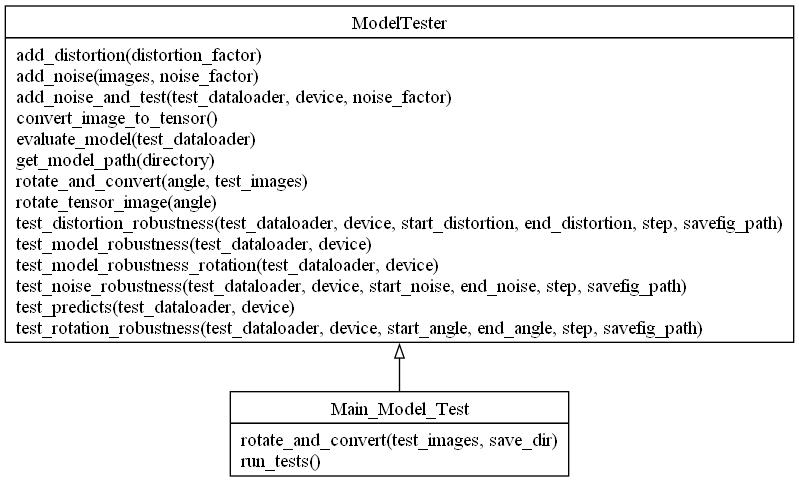 ModelTester
add_distortion(distortion_factor)
add_noise(images, noise_factor)
add_noise_and_test(test_dataloader, device, noise_factor)
convert_image_to_tensor()
evaluate_model(test_dataloader)
get_model_path(directory)
rotate_and_convert(angle, test_images)
rotate_tensor_image(angle)
test_distortion_robustness(test_dataloader, device, start_distortion, end_distortion, step, savefig_path)
test_model_robustness(test_dataloader, device)
test_model_robustness_rotation(test_dataloader, device)
test_noise_robustness(test_dataloader, device, start_noise, end_noise, step, savefig_path)
test_predicts(test_dataloader, device)
test_rotation_robustness(test_dataloader, device, start_angle, end_angle, step, savefig_path)
Main_Model_Test
rotate_and_convert(test_images, save_dir)
run_tests()